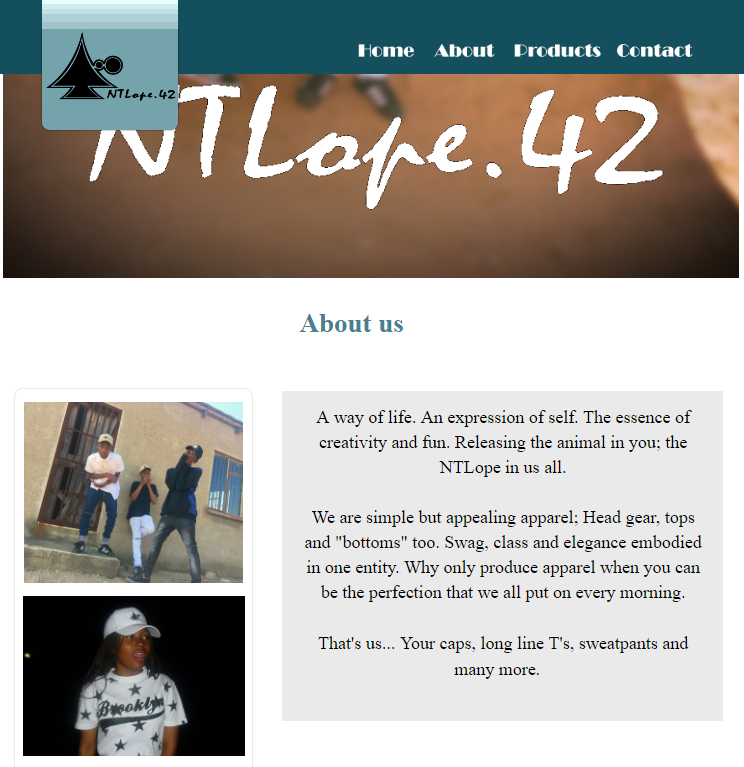 Home About Products Contact
NTLope.42
NTLope.42
About us
A way of life. An expression of self. The essence of
creativity and fun. Releasing the animal in you; the
NTLope in us all.
We are simple but appealing apparel; Head gear, tops
and "bottoms" too. Swag, class and elegance embodied
in one entity. Why only produce apparel when you can
be the perfection that we all put on every morning.
That's us... Your caps, long line T's, sweatpants and
many more.
Brooklyn